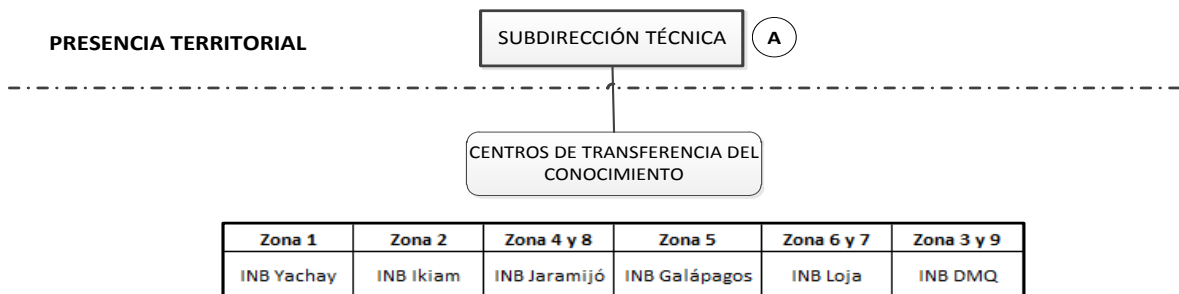 PRESENCIA TERRITORIAL
SUBDIRECCIÓN TÉCNICA
A
CENTROS DE TRANSFERENCIA DEL
CONOCIMIENTO
Zona 1 Zona 2 Zona 4 y 8 Zona 5 Zona 6 y 7 Zona 3 y 9
INB Yachay INB Ikiam INB Jaramijó INB Galápagos INB Loja INB DMQ